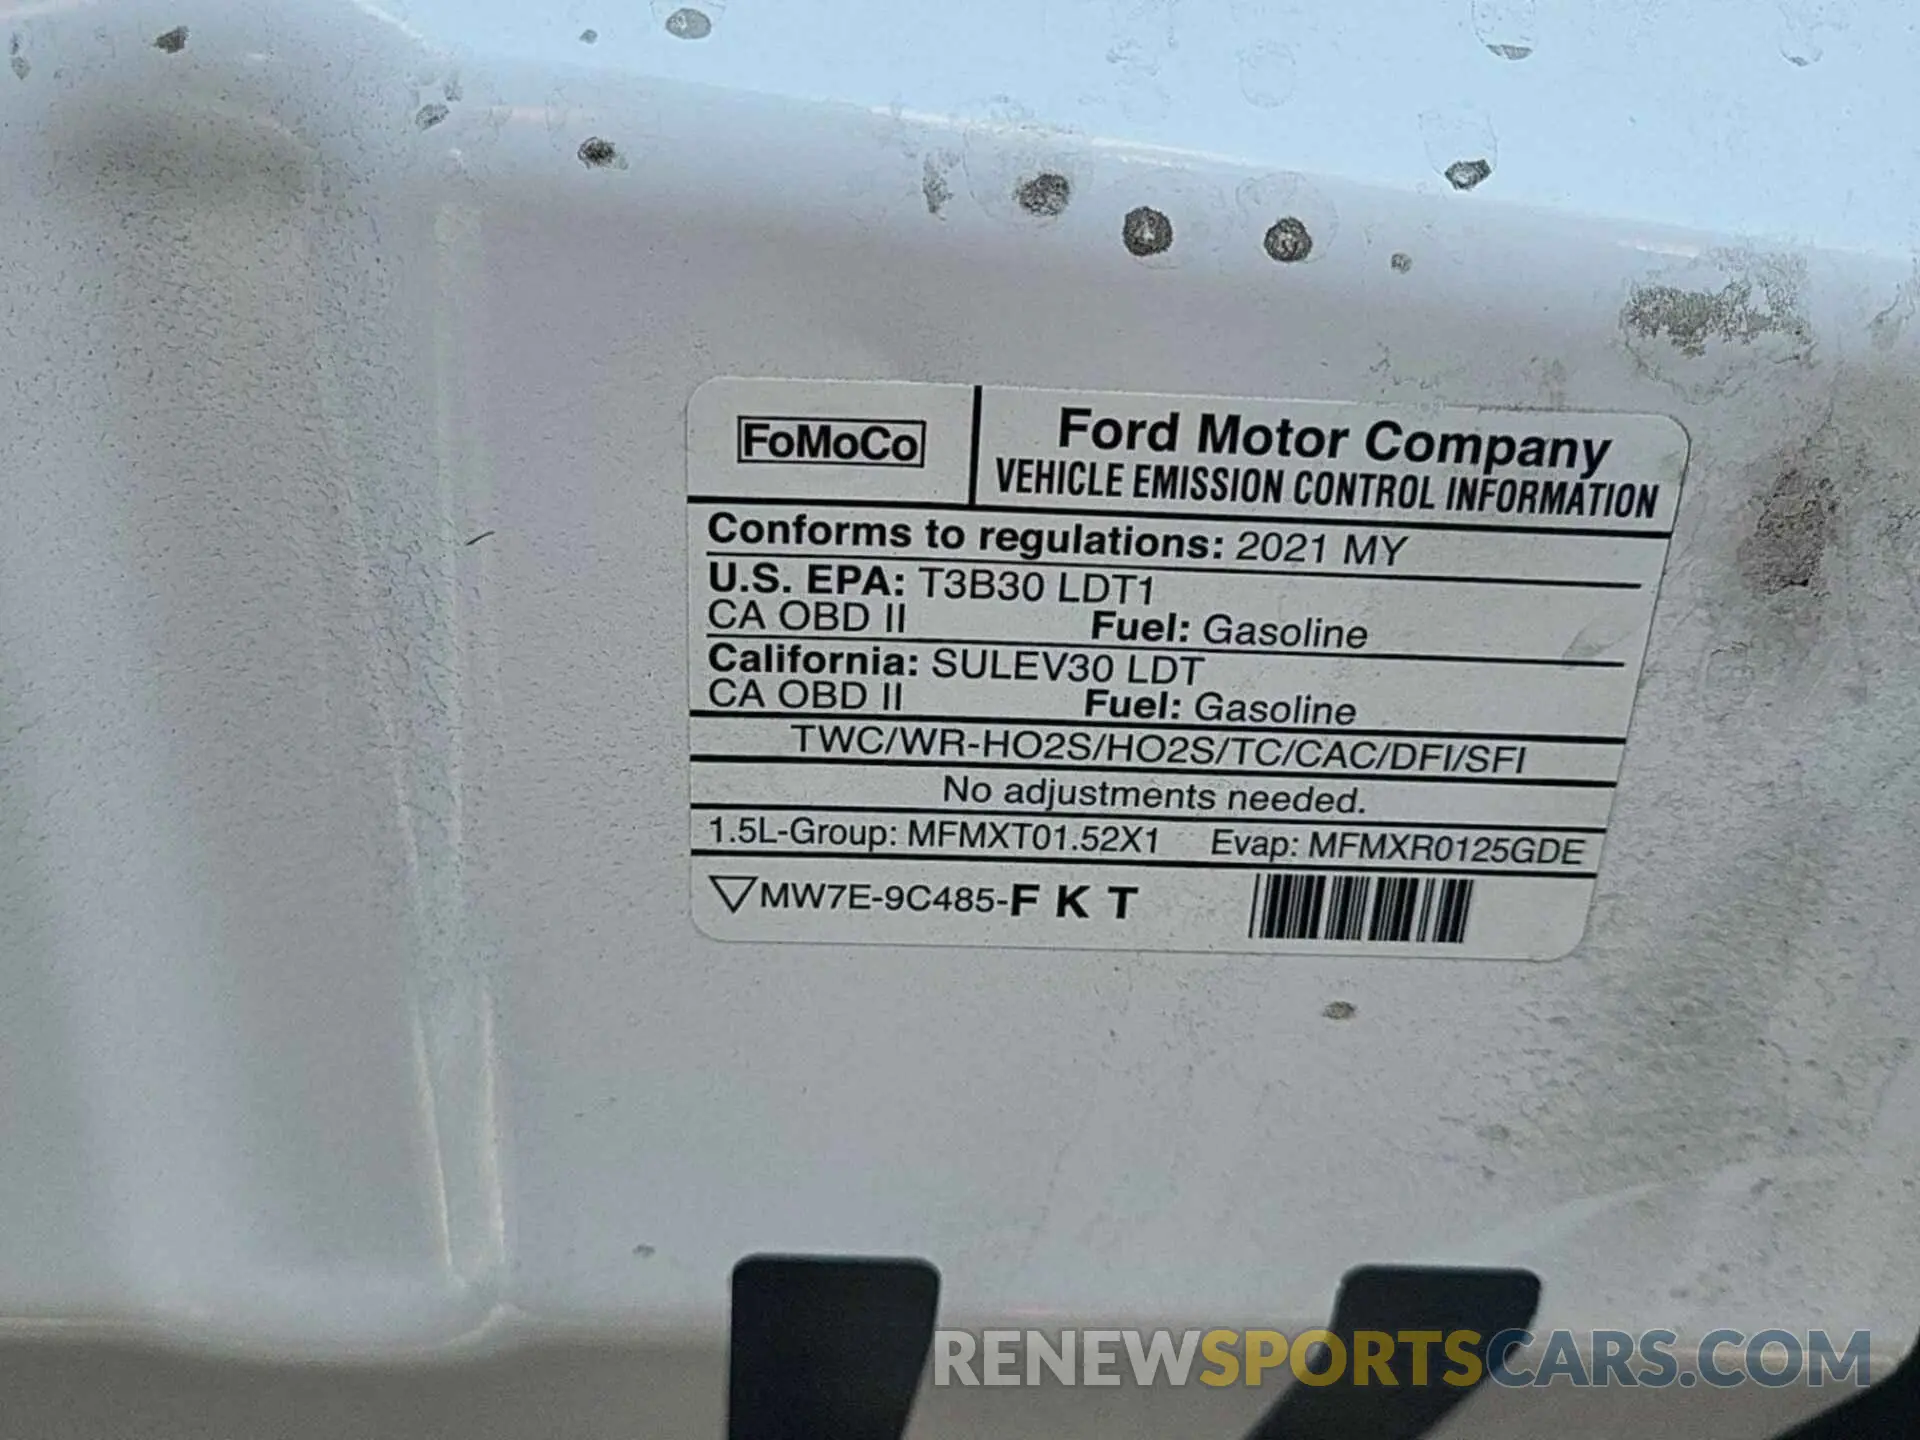 FoMoCo
Ford Motor Company
VEHICLE EMISSION CONTROL INFORMATION
Conforms to regulations: 2021 MY
U.S. EPA: T3B30 LDT1
CA OBD II Fuel: Gasoline
California: SULEV30 LDT
CA OBD II Fuel: Gasoline
TWC/WR-HO2S/HO2S/TC/CAC/DFI/SFI
No adjustments needed.
1.5L-Group: MFMXT01.52X1 Evap: MFMXR0125GDE
MW7E-9C485-F K T
RENEWSPORTSCARS.COM